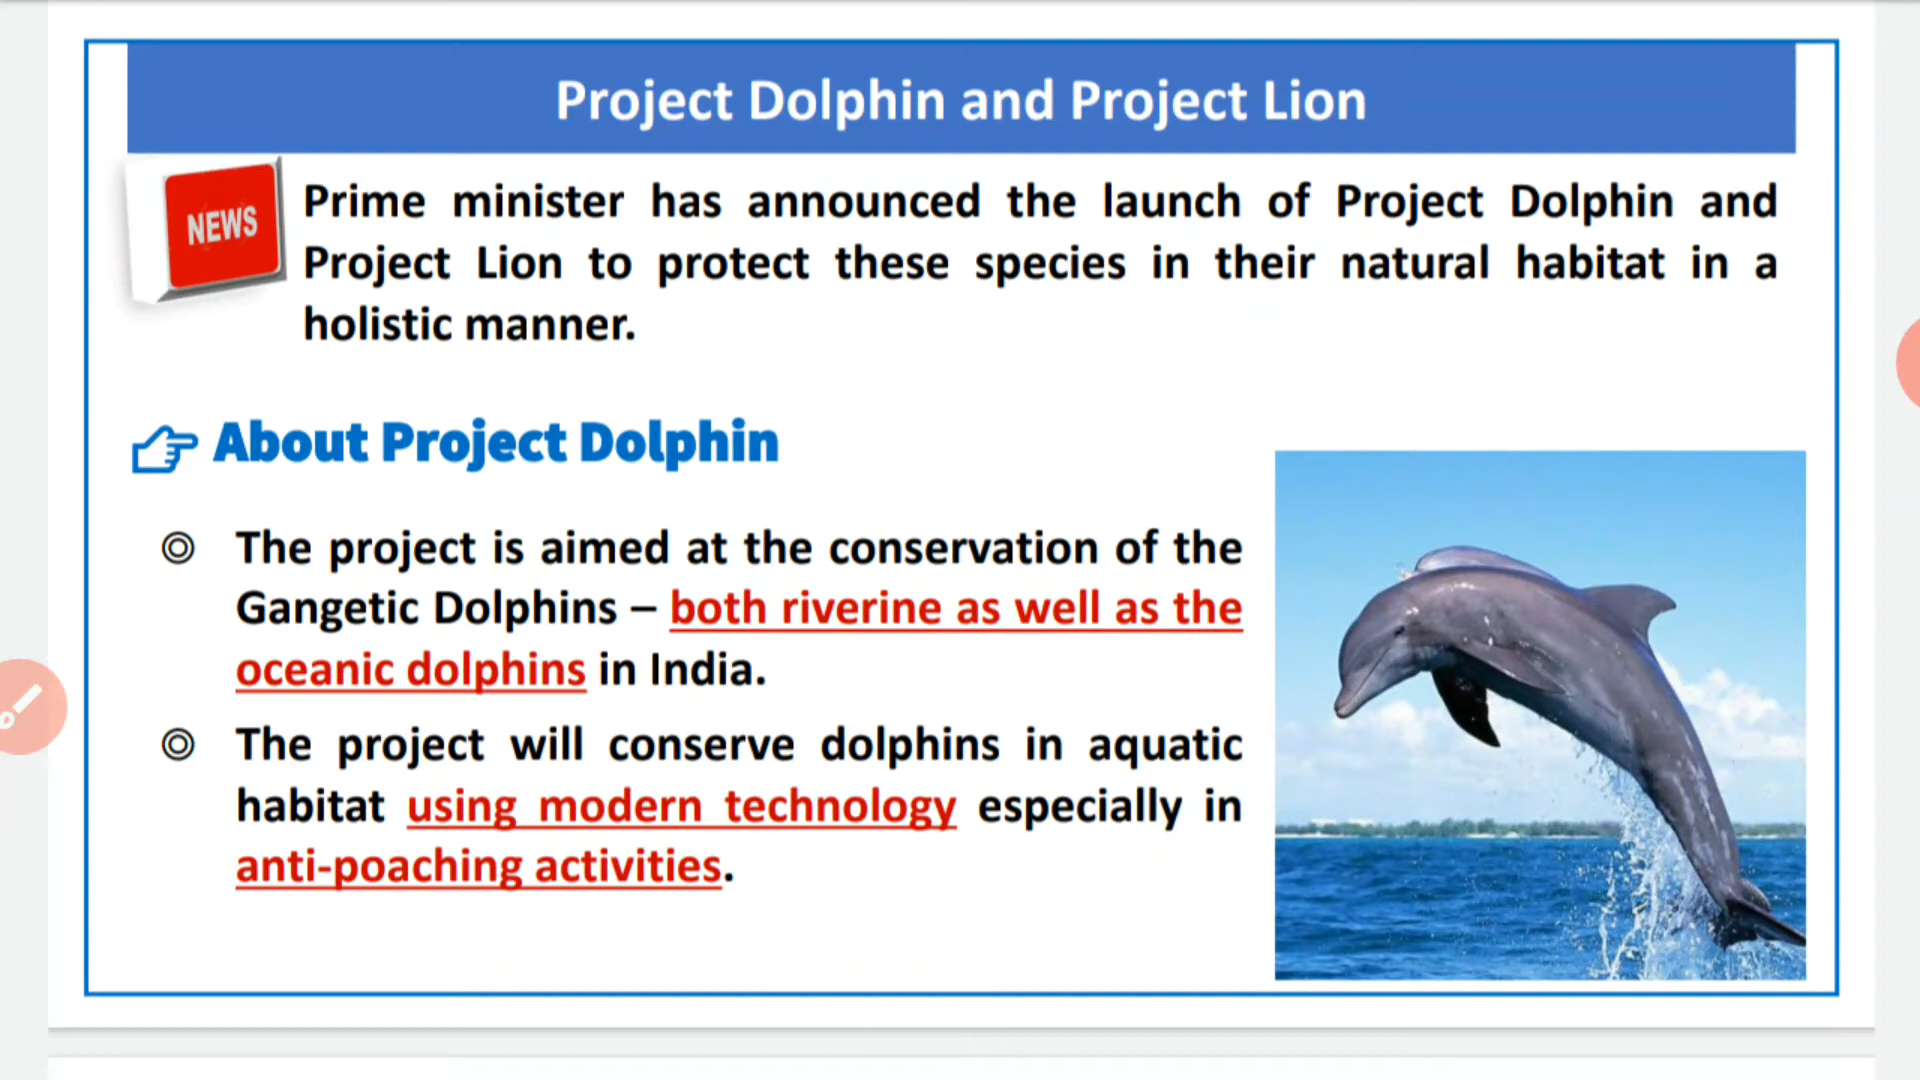 Project Dolphin and Project Lion
NEWS
Prime minister has announced the launch of Project Dolphin and
Project Lion to protect these species in their natural habitat in a
holistic manner.
About Project Dolphin
The project is aimed at the conservation of the
Gangetic Dolphins – both riverine as well as the
oceanic dolphins in India.
The project will conserve dolphins in aquatic
habitat using modern technology especially in
anti-poaching activities.